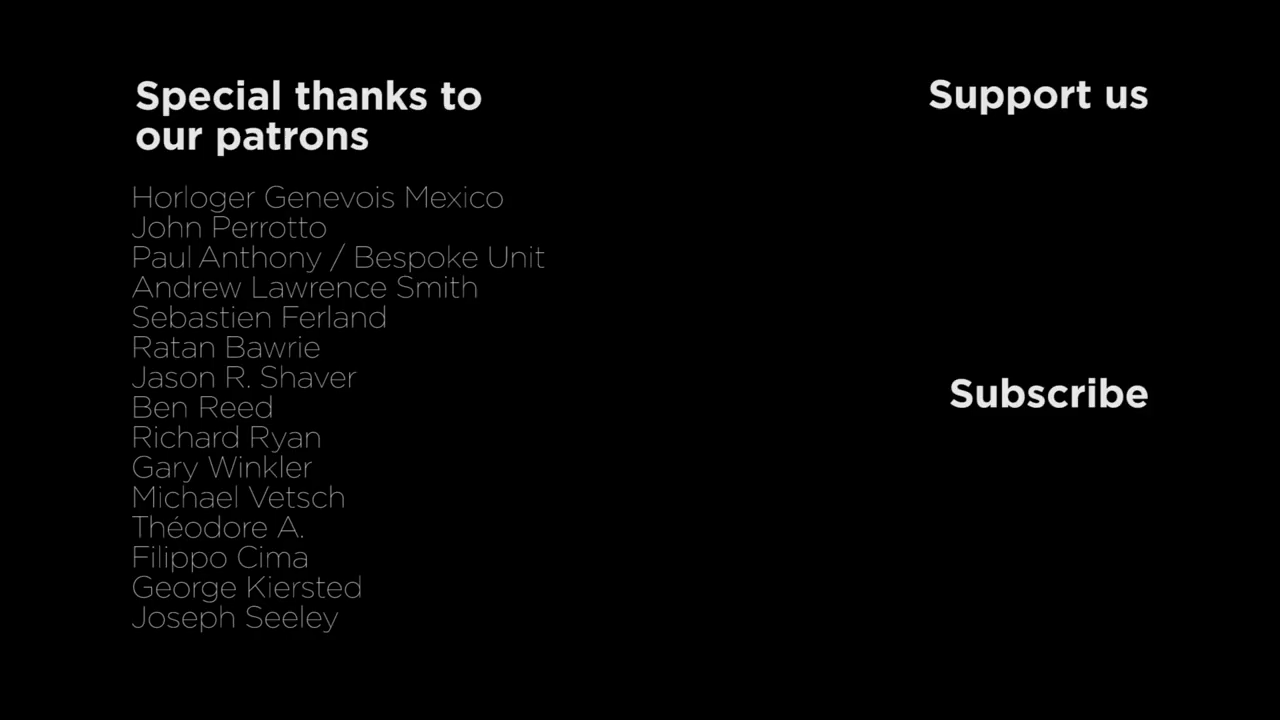 Special thanks to
our patrons
Horloger Genevois Mexico
John Perrotto
Paul Anthony / Bespoke Unit
Andrew Lawrence Smith
Sebastien Ferland
Ratan Bawrie
Jason R. Shaver
Ben Reed
Richard Ryan
Gary Winkler
Michael Vetsch
Théodore A.
Filippo Cima
George Kiersted
Joseph Seeley
Support us
Subscribe